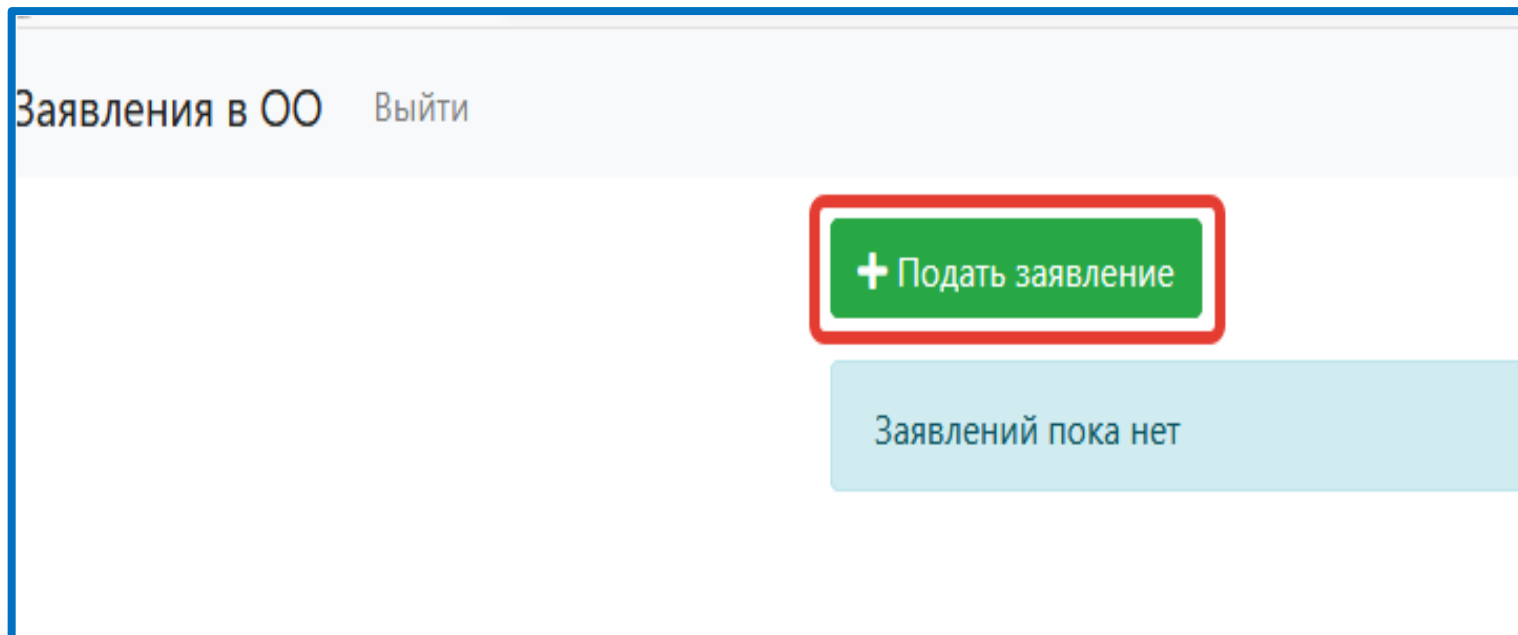 Заявления в ОО Выйти
+ Подать заявление
Заявлений пока нет